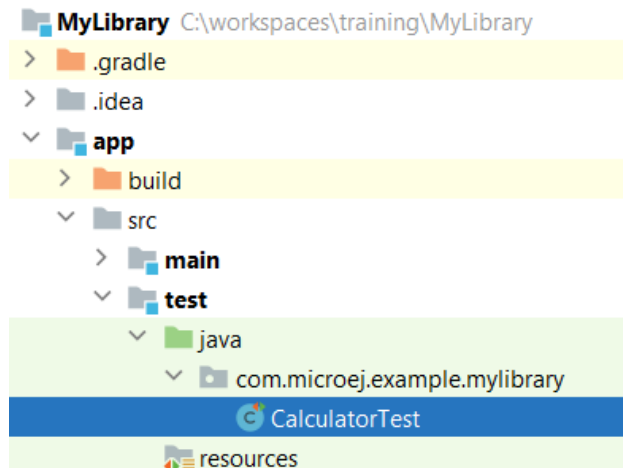 MyLibrary C:\workspaces\training\MyLibrary
.gradle
.idea
app
build
src
main
test
java
com.microej.example.mylibrary
C CalculatorTest
resources